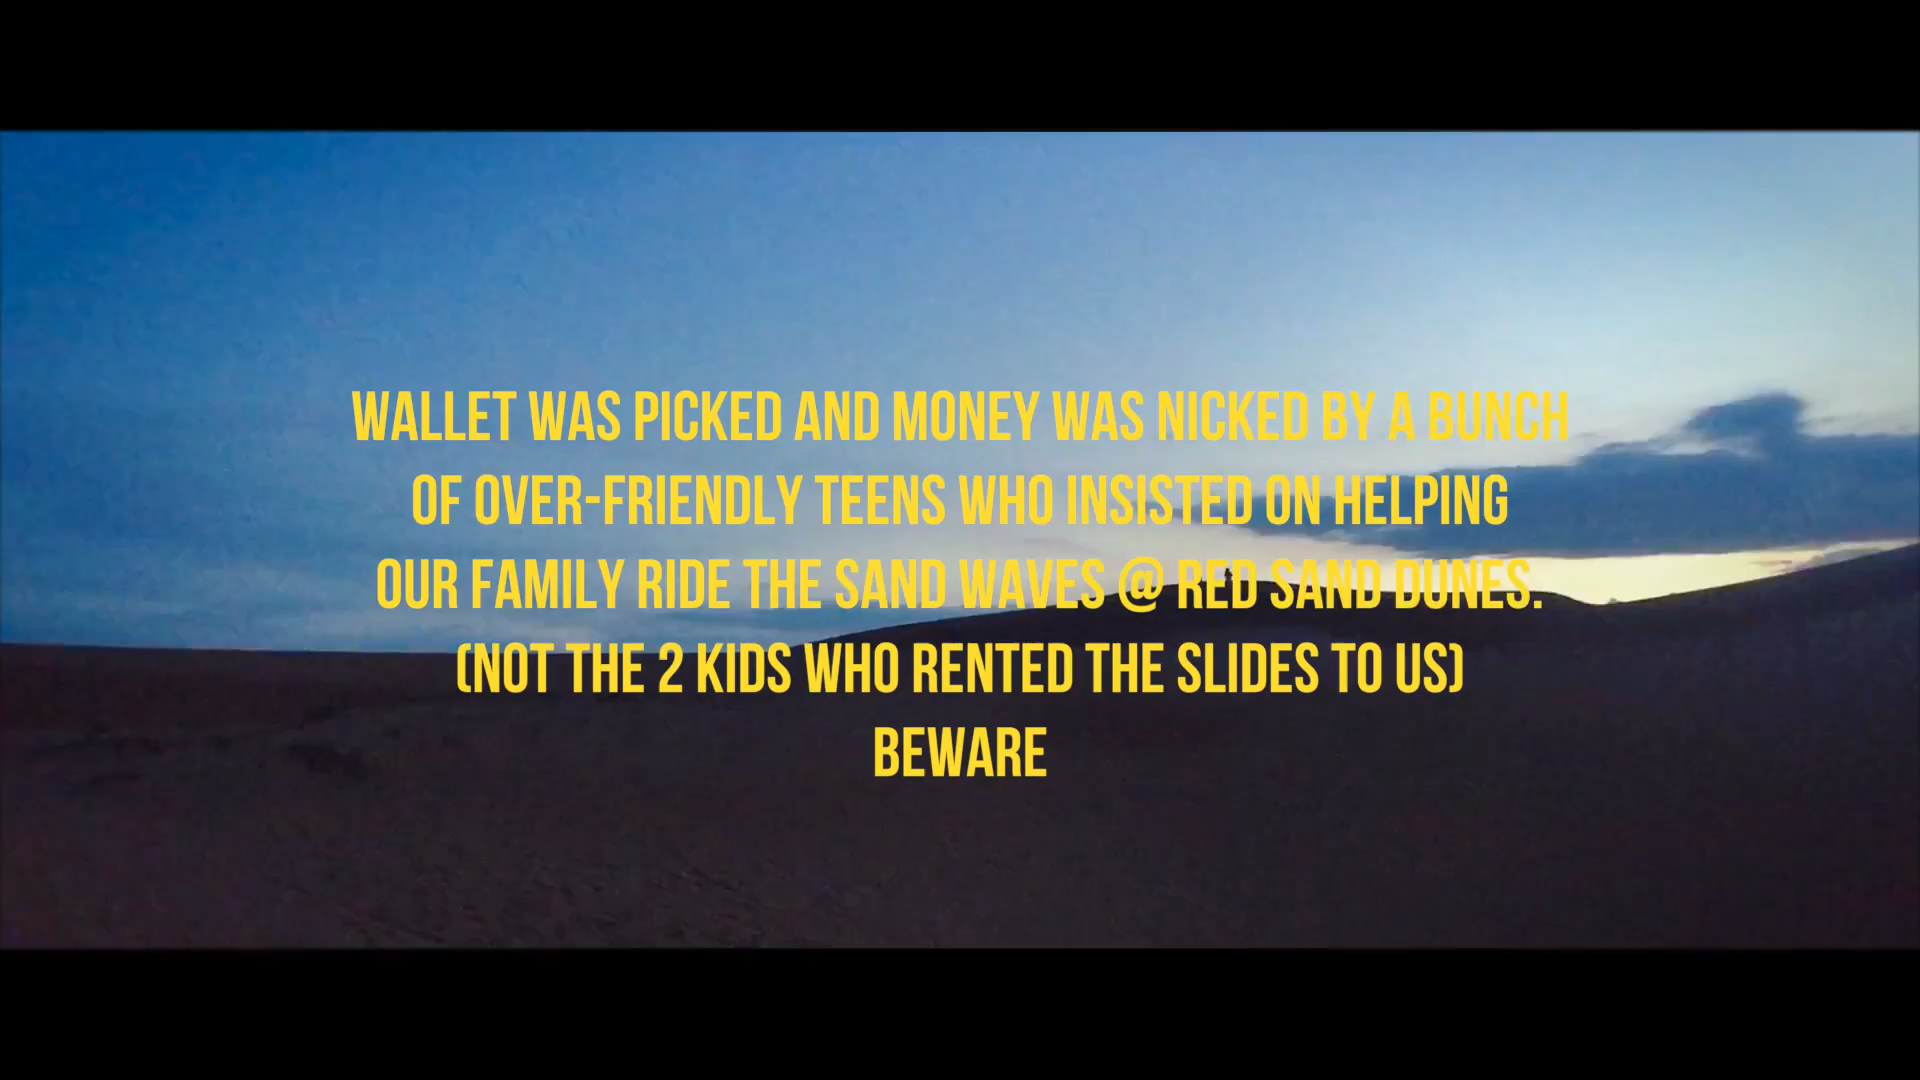 WALLET WAS PICKED AND MONEY WAS NICKED BY A BUNCH
OF OVER-FRIENDLY TEENS WHO INSISTED ON HELPING
OUR FAMILY RIDE THE SAND WAVES @ RED SAND DUNES.
(NOT THE 2 KIDS WHO RENTED THE SLIDES TO US)
BEWARE